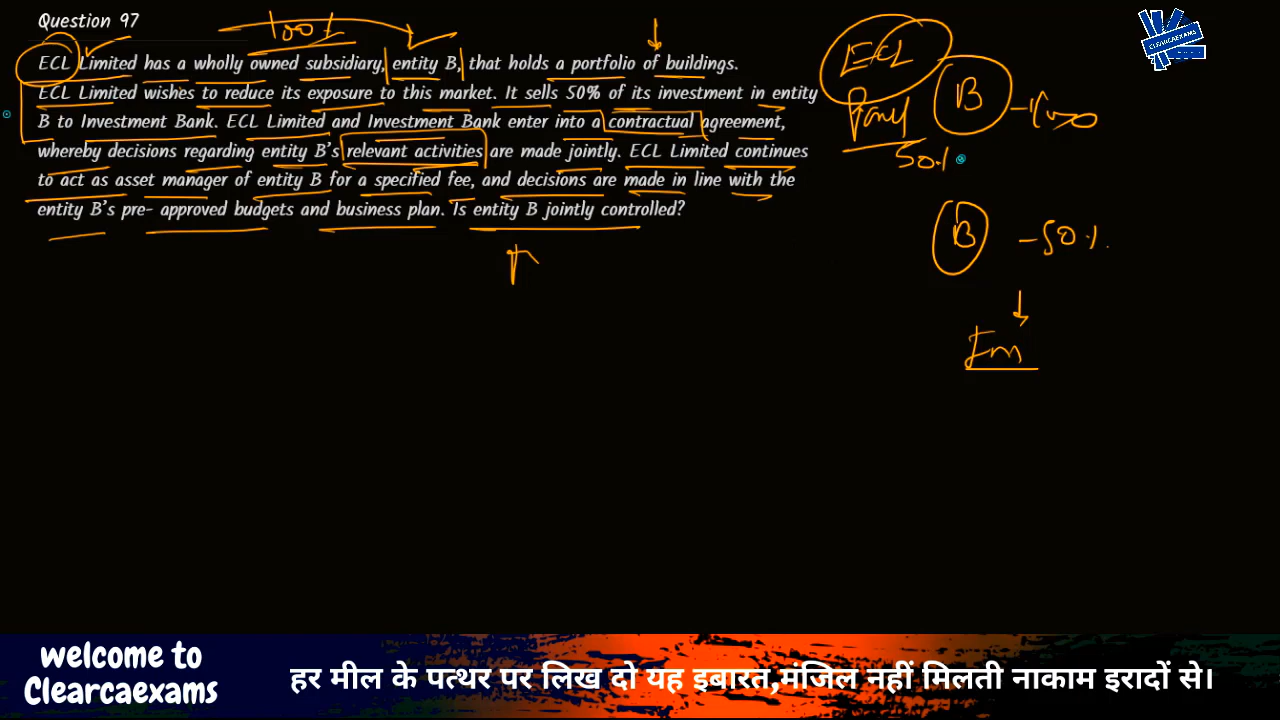 Question 97
100%
ECL Limited has a wholly owned subsidiary, entity B, that holds a portfolio of buildings.
ECL Limited wishes to reduce its exposure to this market. It sells 50% of its investment in entity
B to Investment Bank. ECL Limited and Investment Bank enter into a contractual agreement,
whereby decisions regarding entity B's relevant activities are made jointly. ECL Limited continues
to act as asset manager of entity B for a specified fee, and decisions are made in line with the
entity B's pre- approved budgets and business plan. Is entity B jointly controlled?
ECL
B
50%
B - 50%
CLEARCAEXAMS
welcome to
Clearcaexams
हर मील के पत्थर पर लिख दो यह इबारत,मंजिल नहीं मिलती नाकाम इरादों से।